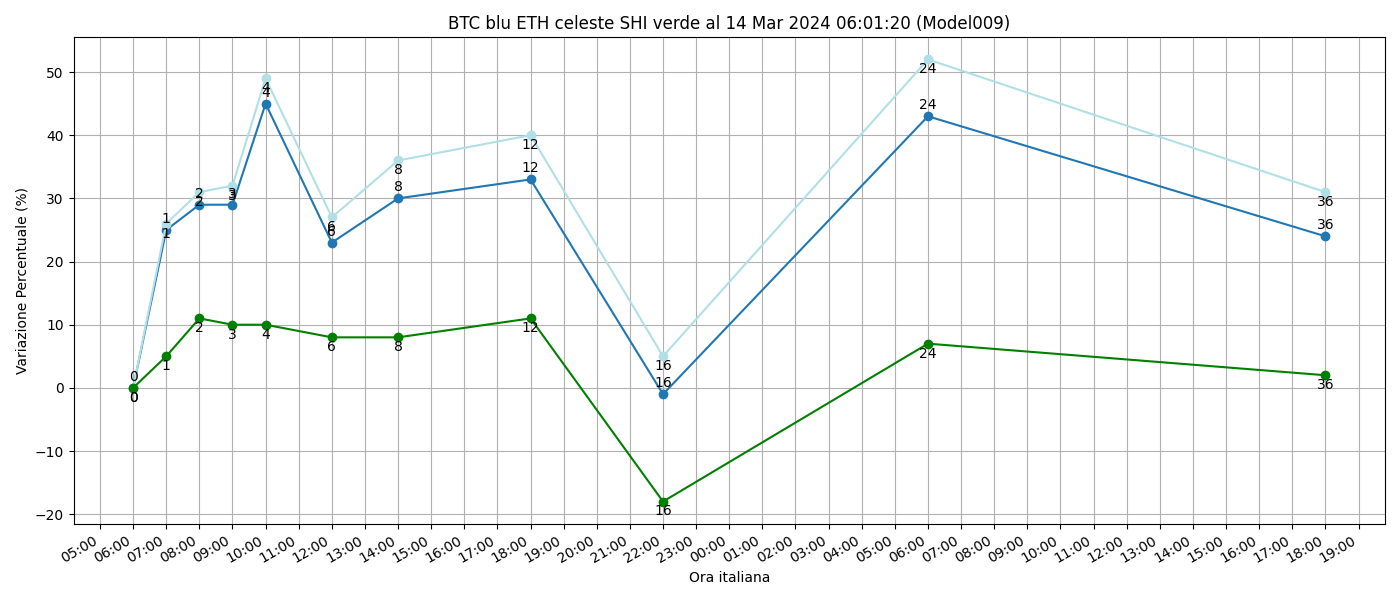 BTC blu ETH celeste SHI verde al 14 Mar 2024 06:01:20 (Model009)
Variazione Percentuale (%)
50
40
30
20
10
0
−10
−20
0 1 2 3 4 6 8 12 16 24 36
0 1 2 3 4 6 8 12 16 24 36
0 1 2 3 4 6 8 12 16 24 36
05:00 06:00 07:00 08:00 09:00 10:00 11:00 12:00 13:00 14:00 15:00 16:00 17:00 18:00 19:00 20:00 21:00 22:00 23:00 00:00 01:00 02:00 03:00 04:00 05:00 06:00 07:00 08:00 09:00 10:00 11:00 12:00 13:00 14:00 15:00 16:00 17:00 18:00 19:00
Ora italiana